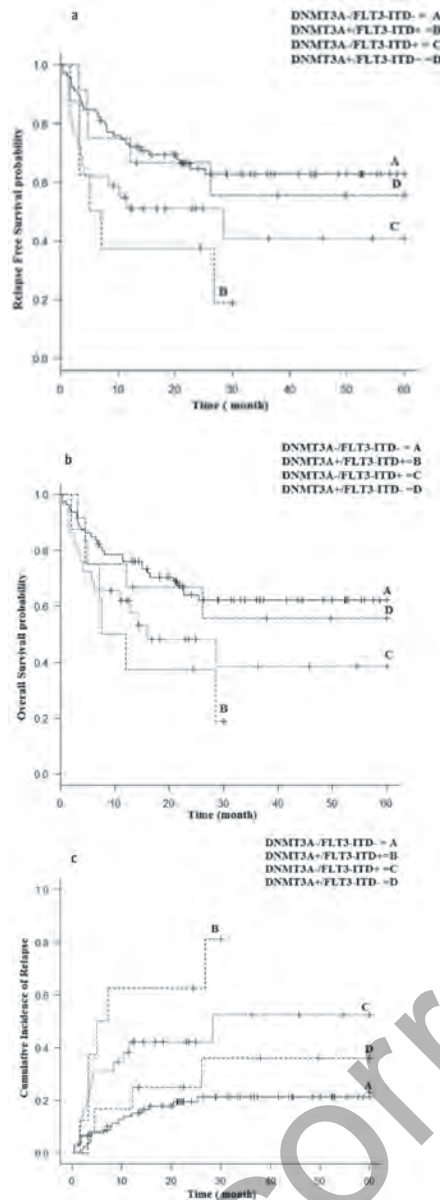 a
DNMT3A-/FLT3-ITD- = A
DNMT3A+/FLT3-ITD+ =B
DNMT3A-/FLT3-ITD+ = C
DNMT3A+/FLT3-ITD- =D
Relapse Free Survival probability
1.0
0.8
0.6
0.4
0.2
0.0
A
D
C
B
0 10 20 30 40 50 60
Time ( month)
b
DNMT3A-/FLT3-ITD- = A
DNMT3A+/FLT3-ITD+=B
DNMT3A-/FLT3-ITD+ =C
DNMT3A+/FLT3-ITD- =D
Overall Survivall probability
1.0
0.8
0.6
0.4
0.2
0.0
A
D
C
B
0 10 20 30 40 50 60
Time (month)
c
DNMT3A-/FLT3-ITD- = A
DNMT3A+/FLT3-ITD+=B
DNMT3A-/FLT3-ITD+ =C
DNMT3A+/FLT3-ITD- =D
Cumulative Incidence of Relapse
1.0
0.8
0.6
0.4
0.2
0.0
B
C
D
A
0 10 20 30 40 50 60
Time (month)
corr